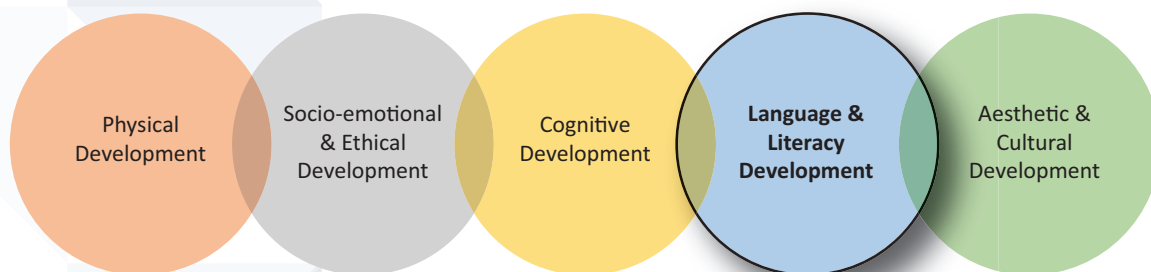 Physical
Development
Socio-emotional
& Ethical
Development
Cognitive
Development
Language &
Literacy
Development
Aesthetic &
Cultural
Development